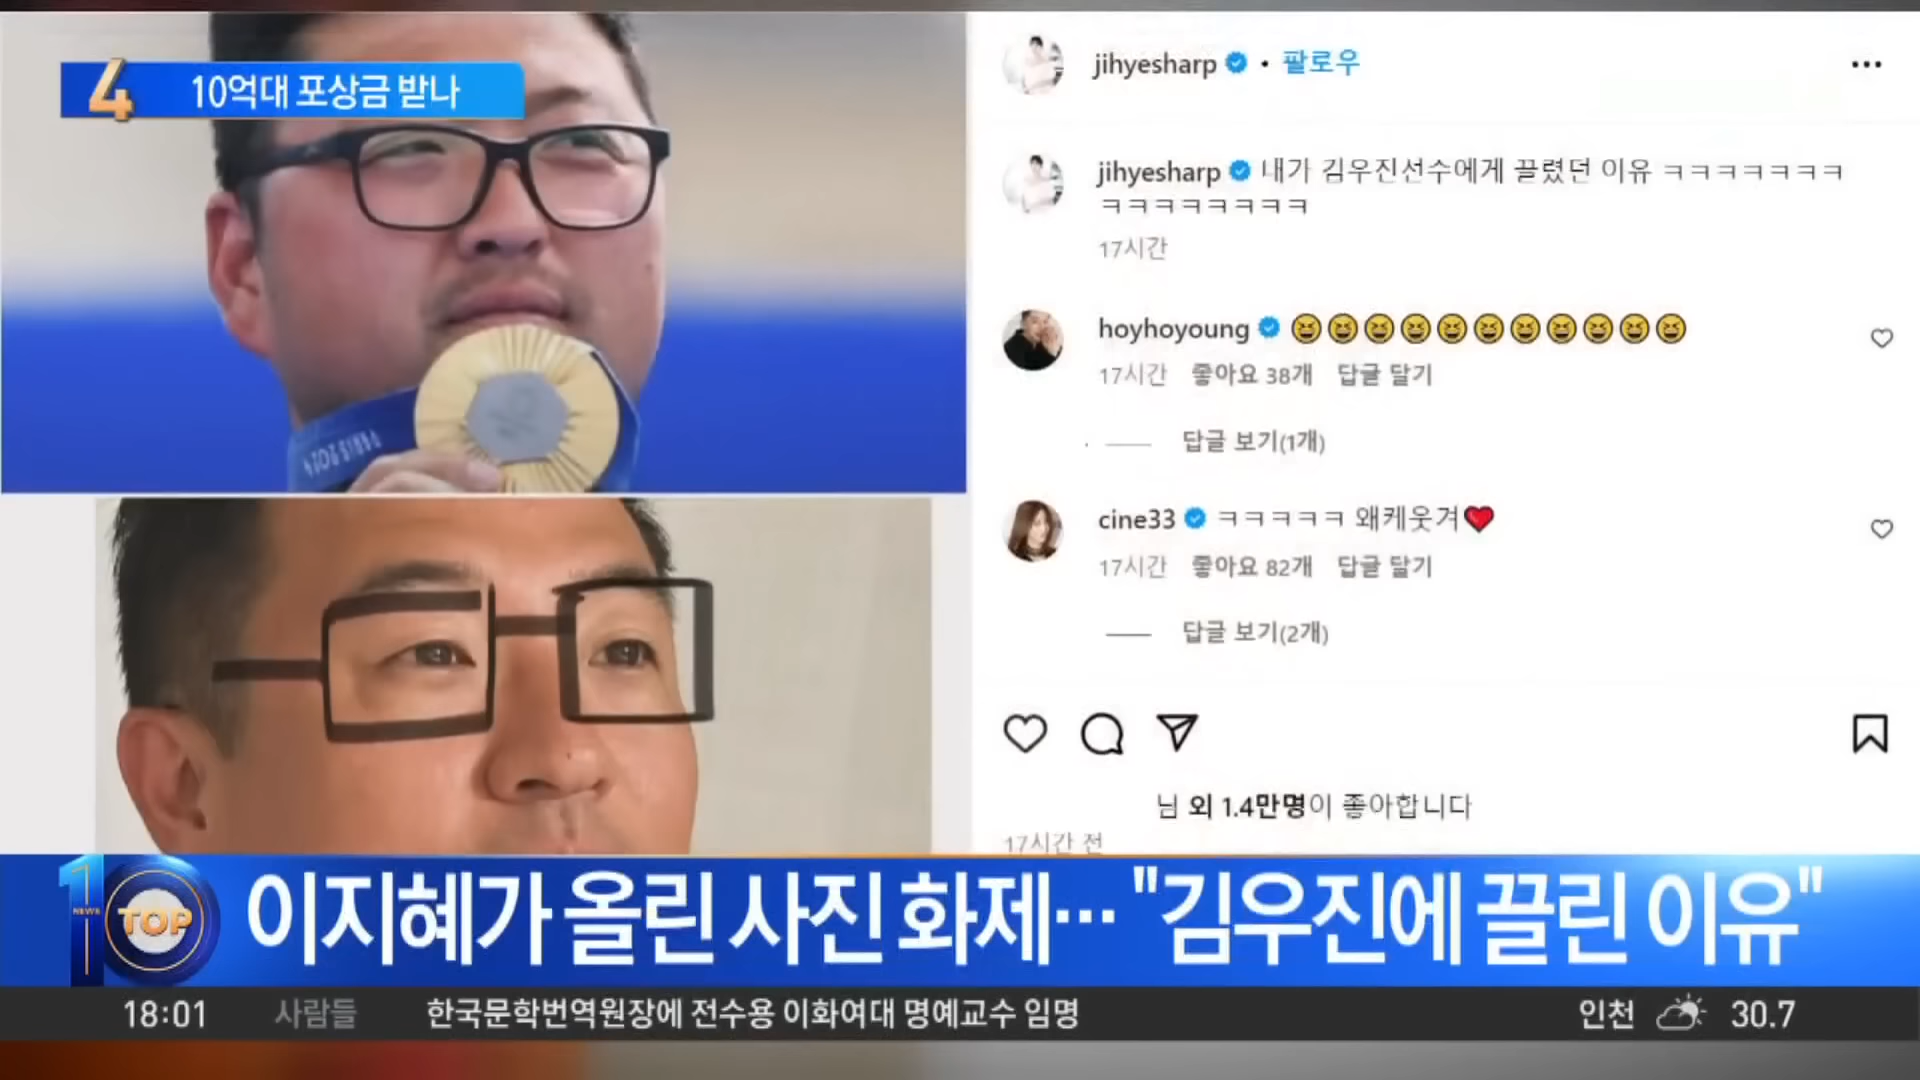 4 10억대 포상금 받나
jihyesharp • 팔로우
jihyesharp 내가 김우진선수에게 끌렸던 이유 ㅋㅋㅋㅋㅋㅋㅋ
ㅋㅋㅋㅋㅋㅋㅋㅋ
17시간
hoyhoyoung 😆😆😆😆😆😆😆😆😆😆😆
17시간 좋아요 38개 답글 달기
답글 보기(1개)
cine33 ㅋㅋㅋㅋㅋ 왜케웃겨❤️
17시간 좋아요 82개 답글 달기
답글 보기(2개)
님 외 1.4만명이 좋아합니다
17시간 전
PARIS 2024
NEWS TOP 10
이지혜가 올린 사진 화제… "김우진에 끌린 이유"
18:01 사람들 한국문학번역원장에 전수용 이화여대 명예교수 임명 인천 30.7